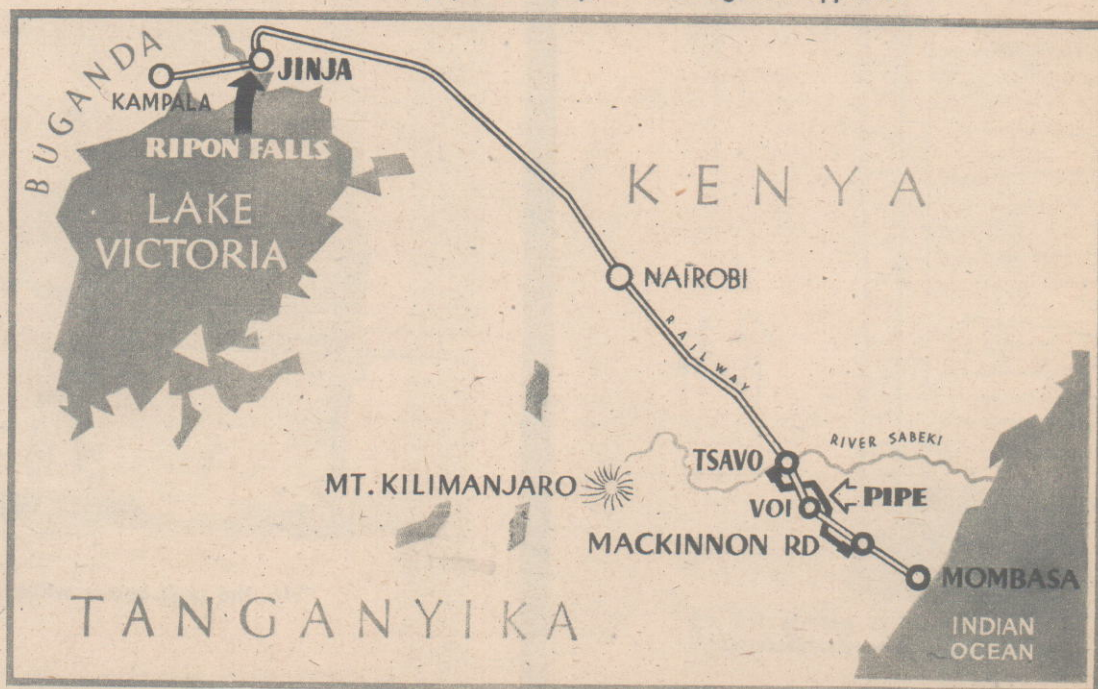 BUGANDA
KAMPALA
JINJA
RIPON FALLS
LAKE
VICTORIA
KENYA
NAIROBI
RAILWAY
RIVER SABEKI
TSAVO
MT. KILIMANJARO
VOI
PIPE
MACKINNON RD
MOMBASA
TANGANYIKA
INDIAN
OCEAN